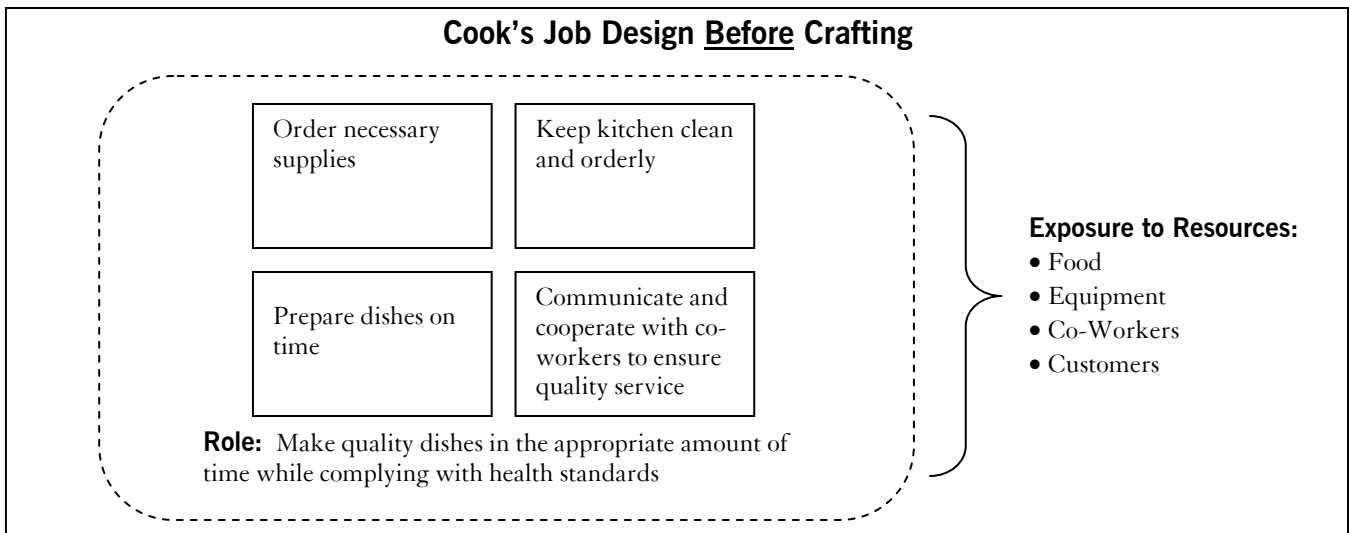 Cook's Job Design Before Crafting
Order necessary
supplies
Keep kitchen clean
and orderly
Prepare dishes on
time
Communicate and
cooperate with co-
workers to ensure
quality service
Role: Make quality dishes in the appropriate amount of
time while complying with health standards
Exposure to Resources:
• Food
• Equipment
• Co-Workers
• Customers